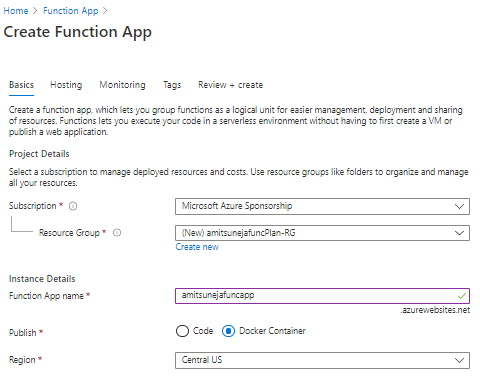 Home > Function App >
Create Function App
Basics Hosting Monitoring Tags Review + create
Create a function app, which lets you group functions as a logical unit for easier management, deployment and sharing
of resources. Functions lets you execute your code in a serverless environment without having to first create a VM or
publish a web application.
Project Details
Select a subscription to manage deployed resources and costs. Use resource groups like folders to organize and manage
all your resources.
Subscription * Microsoft Azure Sponsorship
Resource Group * (New) amitsunejafuncPlan-RG
Create new
Instance Details
Function App name * amitsunejafuncapp
.azurewebsites.net
Publish * Code Docker Container
Region * Central US